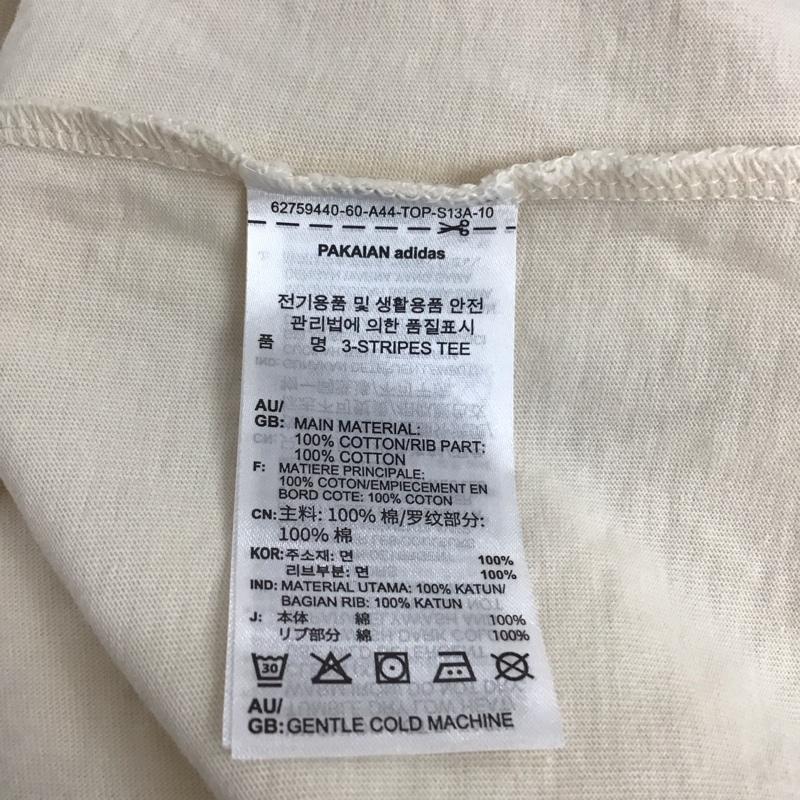 62759440-60-A44-TOP-S13A-10
PAKAIAN adidas
전기용품 및 생활용품 안전
관리법에 의한 품질표시
품 명 3-STRIPES TEE
AU/
GB: MAIN MATERIAL:
100% COTTON/RIB PART:
100% COTTON
F: MATIERE PRINCIPALE:
100% COTON/EMPIECEMENT EN
BORD COTE: 100% COTON
CN: 主料: 100% 棉/罗纹部分:
100% 棉
KOR: 주소재: 면 100%
리브부분: 면 100%
IND: MATERIAL UTAMA: 100% KATUN/
BAGIAN RIB: 100% KATUN
J: 本体 綿 100%
リブ部分 綿 100%
30
AU/
GB: GENTLE COLD MACHINE